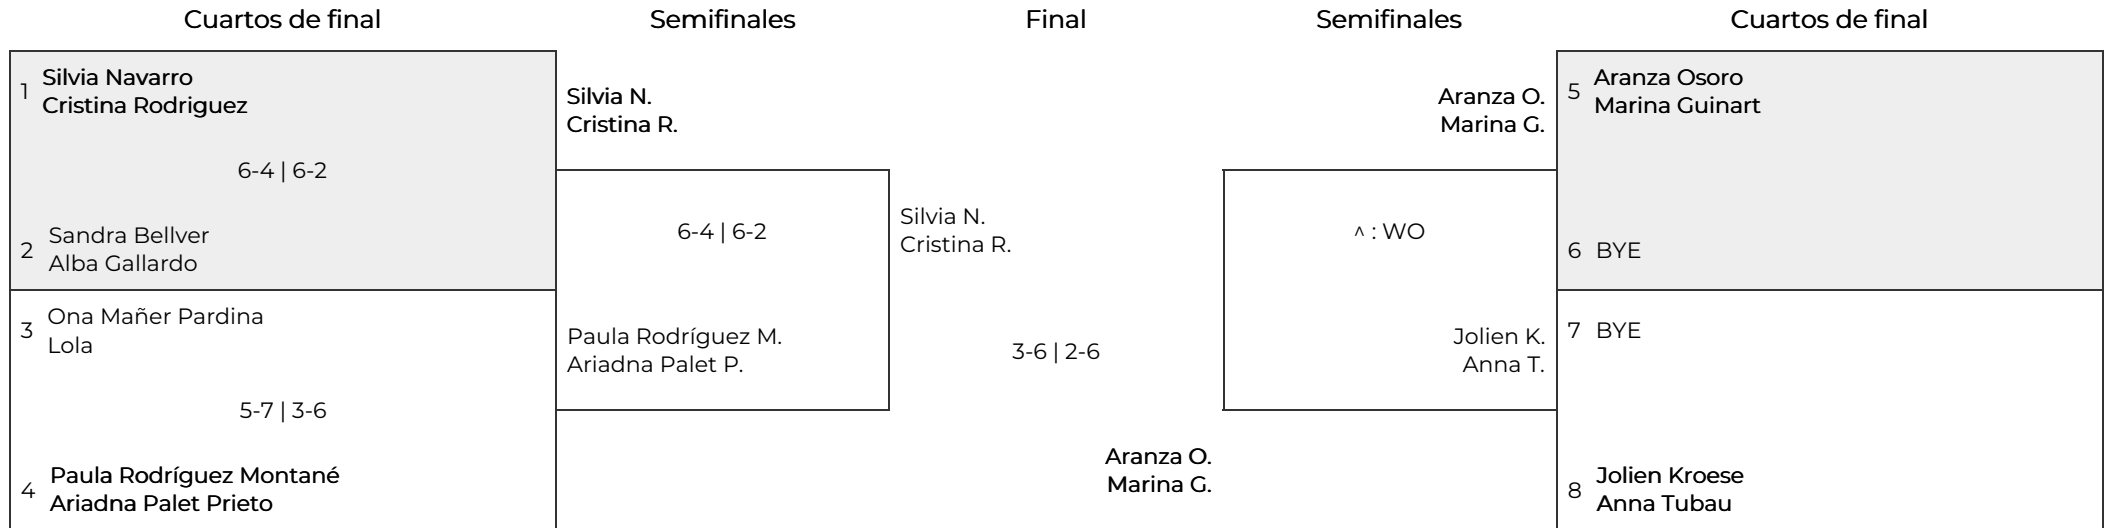 Cuartos de final
Semifinales
Final
Semifinales
Cuartos de final
1
Silvia Navarro
Cristina Rodriguez
6-4 | 6-2
2
Sandra Bellver
Alba Gallardo
3
Ona Mañer Pardina
Lola
5-7 | 3-6
4
Paula Rodríguez Montané
Ariadna Palet Prieto
Silvia N.
Cristina R.
6-4 | 6-2
Paula Rodríguez M.
Ariadna Palet P.
Silvia N.
Cristina R.
3-6 | 2-6
Aranza O.
Marina G.
Aranza O.
Marina G.
^ : WO
Jolien K.
Anna T.
5
Aranza Osoro
Marina Guinart
6 BYE
7 BYE
8
Jolien Kroese
Anna Tubau